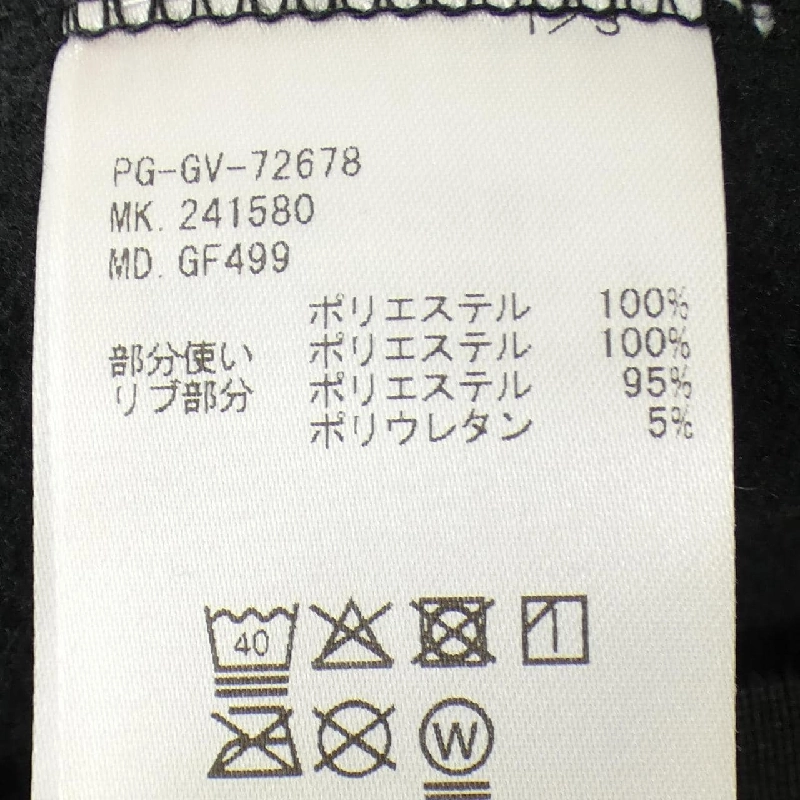 PG-GV-72678
MK. 241580
MD. GF499
ポリエステル 100%
部分使い ポリエステル 100%
リブ部分 ポリエステル 95%
ポリウレタン 5%
40
W